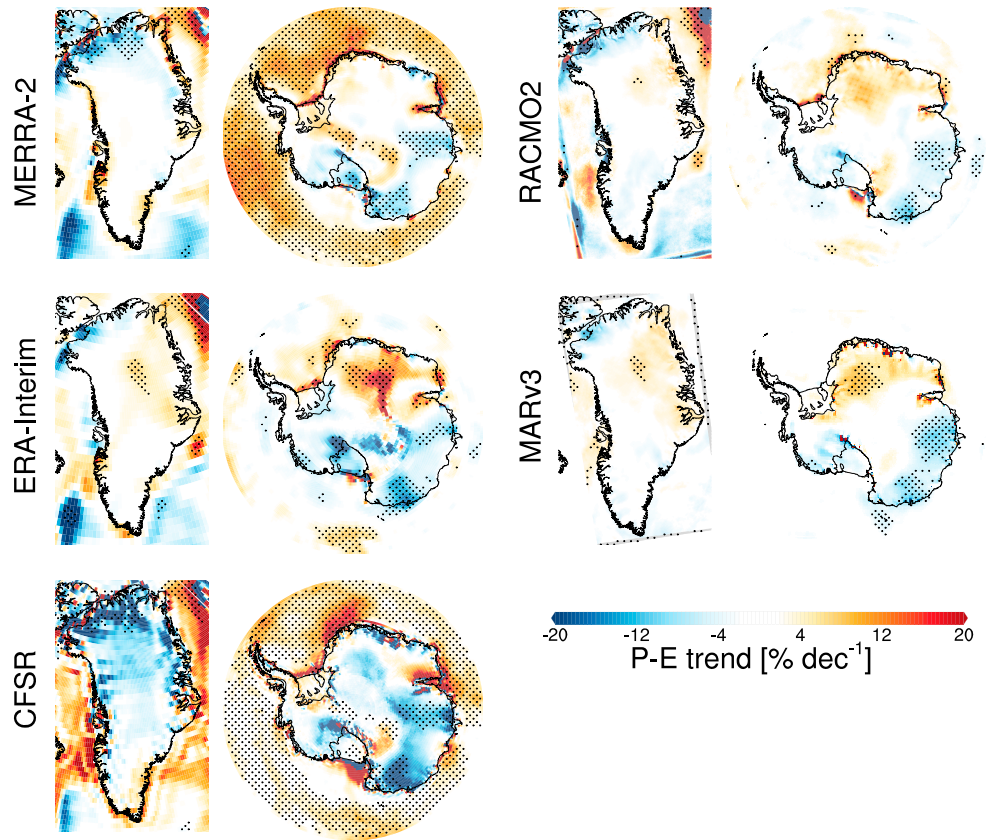 MERRA-2
RACMO2
ERA-Interim
MARv3
CFSR
-20 -12 -4 4 12 20
P-E trend [% dec⁻¹]